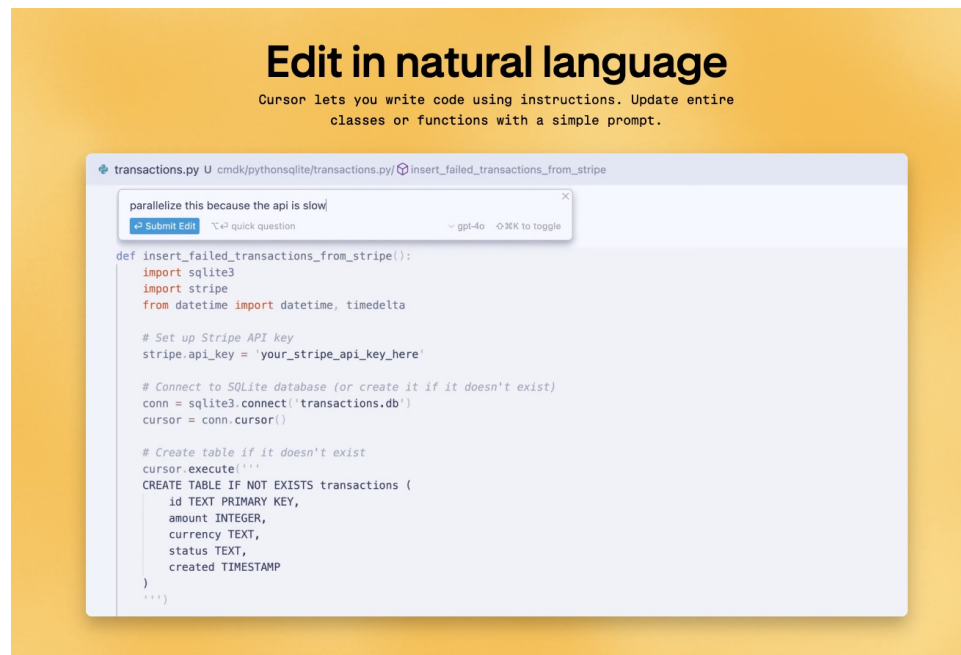 Edit in natural language
Cursor lets you write code using instructions. Update entire
classes or functions with a simple prompt.
transactions.py U cmdk/pythonsqlite/transactions.py/ insert_failed_transactions_from_stripe
parallelize this because the api is slow
⏎ Submit Edit ⌥⏎ quick question gpt-4o ⇧⌘K to toggle
def insert_failed_transactions_from_stripe():
    import sqlite3
    import stripe
    from datetime import datetime, timedelta
    # Set up Stripe API key
    stripe.api_key = 'your_stripe_api_key_here'
    # Connect to SQLite database (or create it if it doesn't exist)
    conn = sqlite3.connect('transactions.db')
    cursor = conn.cursor()
    # Create table if it doesn't exist
    cursor.execute('''
    CREATE TABLE IF NOT EXISTS transactions (
        id TEXT PRIMARY KEY,
        amount INTEGER,
        currency TEXT,
        status TEXT,
        created TIMESTAMP
    )
    ''')